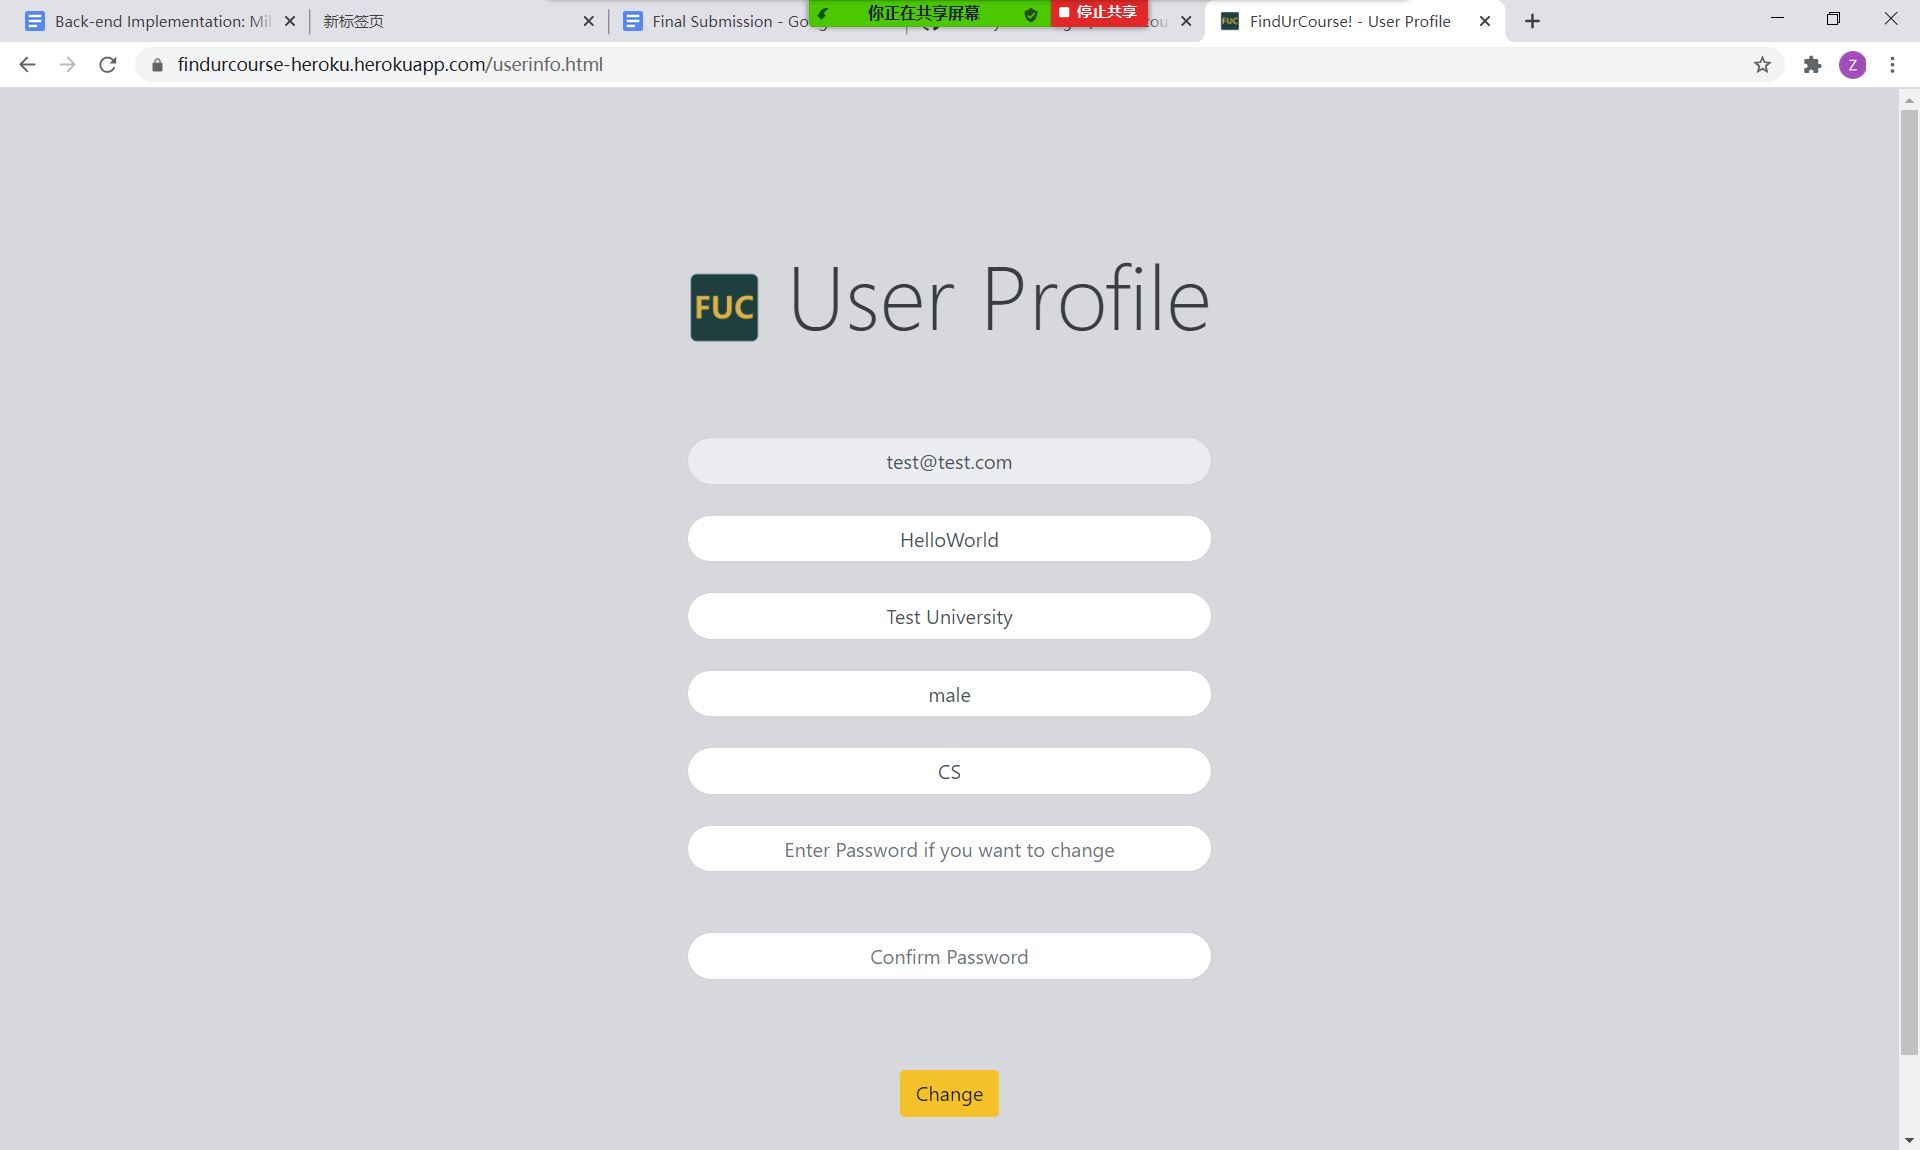 Back-end Implementation: Mil
新标签页
Final Submission - Go
你正在共享屏幕
停止共享
FindUrCourse! - User Profile
findurcourse-heroku.herokuapp.com/userinfo.html
Z
FUC User Profile
test@test.com
HelloWorld
Test University
male
CS
Enter Password if you want to change
Confirm Password
Change